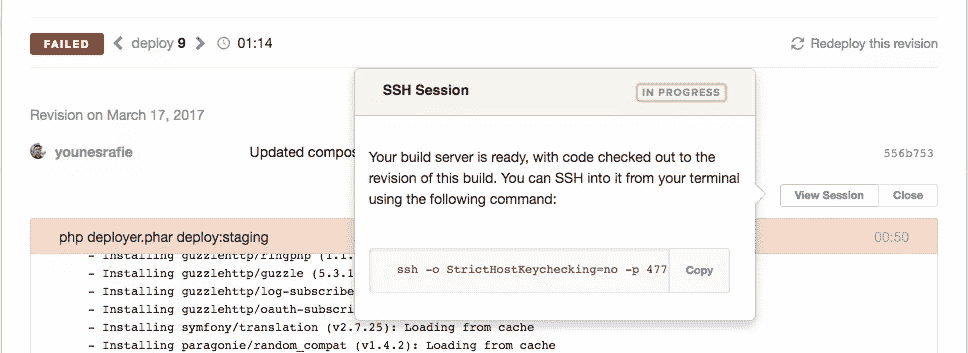 FAILED deploy 9 01:14 Redeploy this revision
SSH Session IN PROGRESS
Revision on March 17, 2017
younesrafie Updated compos 556b753
Your build server is ready, with code checked out to the
revision of this build. You can SSH into it from your terminal
using the following command:
View Session Close
php deployer.phar deploy:staging 00:50
- Installing guzzlehttp/ringphp (1.1.
ssh -o StrictHostKeychecking=no -p 477 Copy
- Installing guzzlehttp/guzzle (5.3.1
- Installing guzzlehttp/log-subscribe
- Installing guzzlehttp/oauth-subscri
- Installing symfony/translation (v2.7.25): Loading from cache
- Installing paragonie/random_compat (v1.4.2): Loading from cache